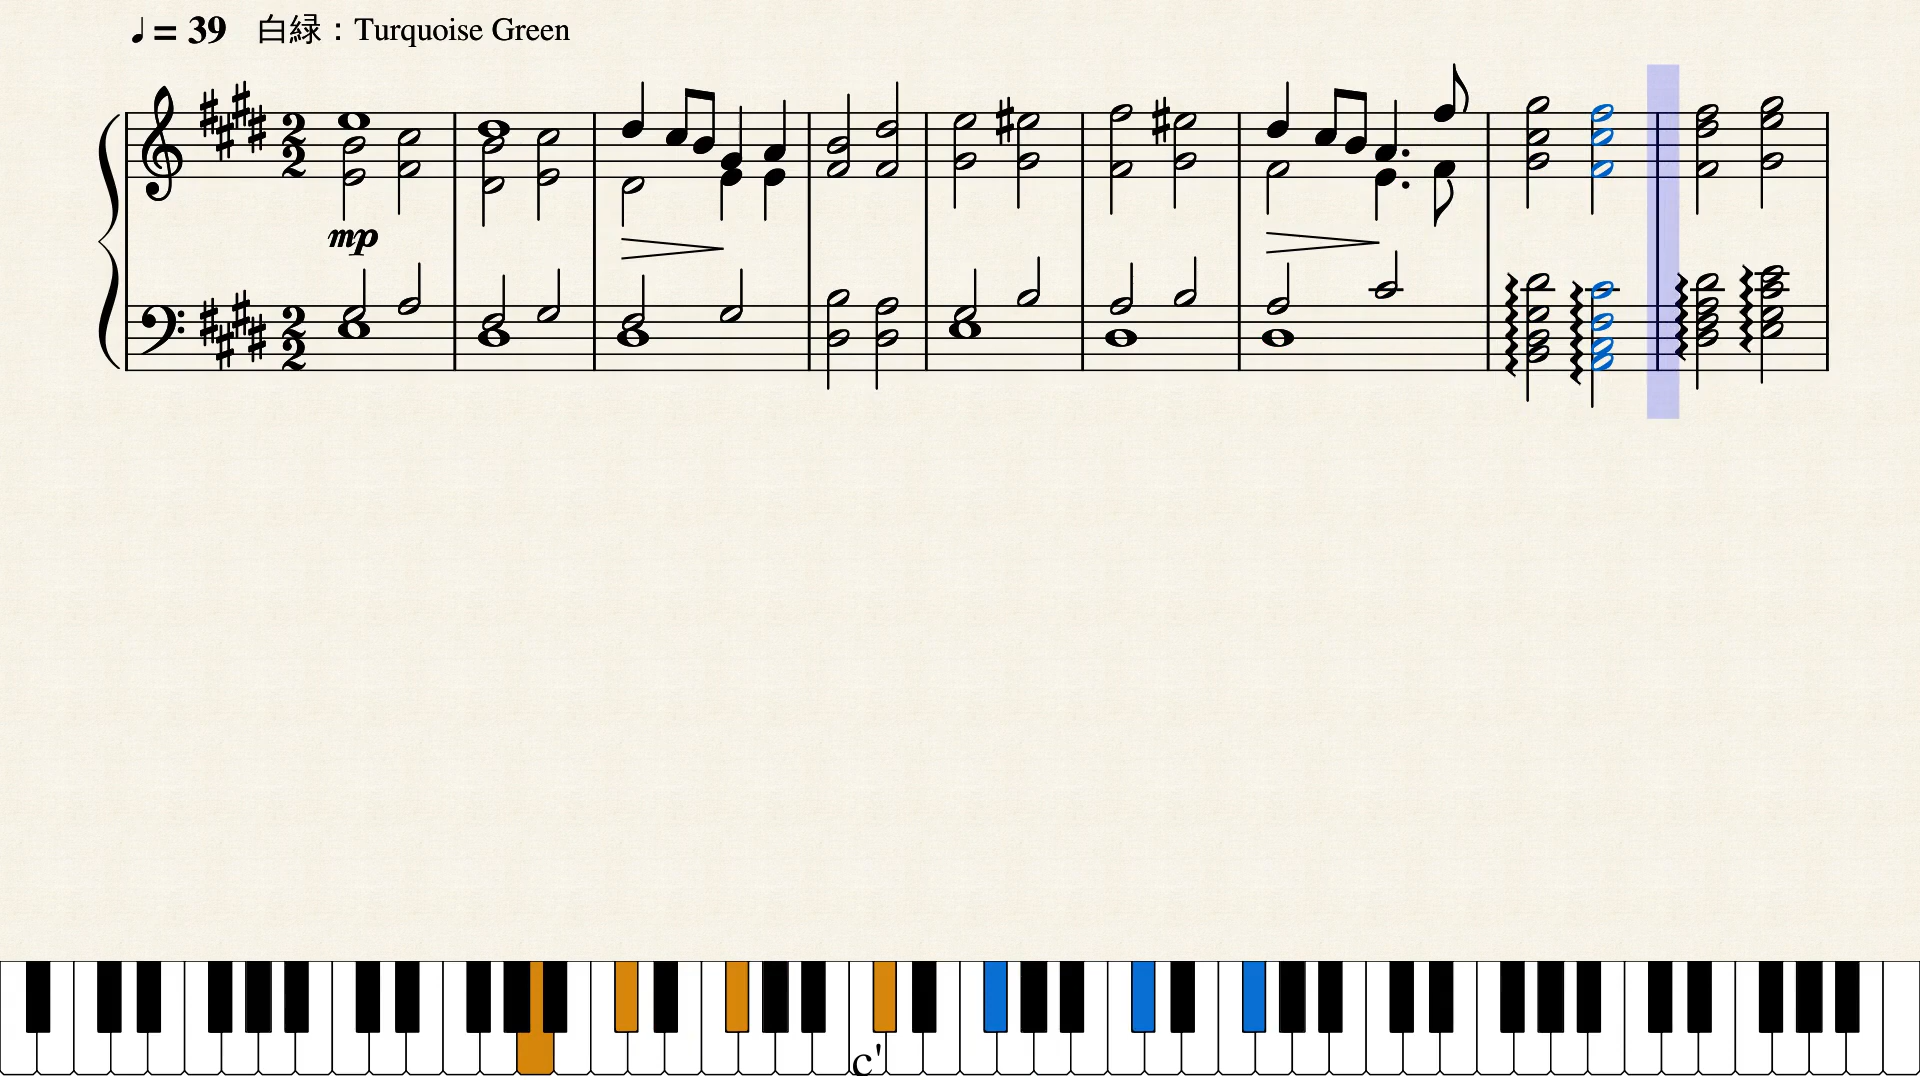 ♩ = 39 白緑：Turquoise Green
mp
c'